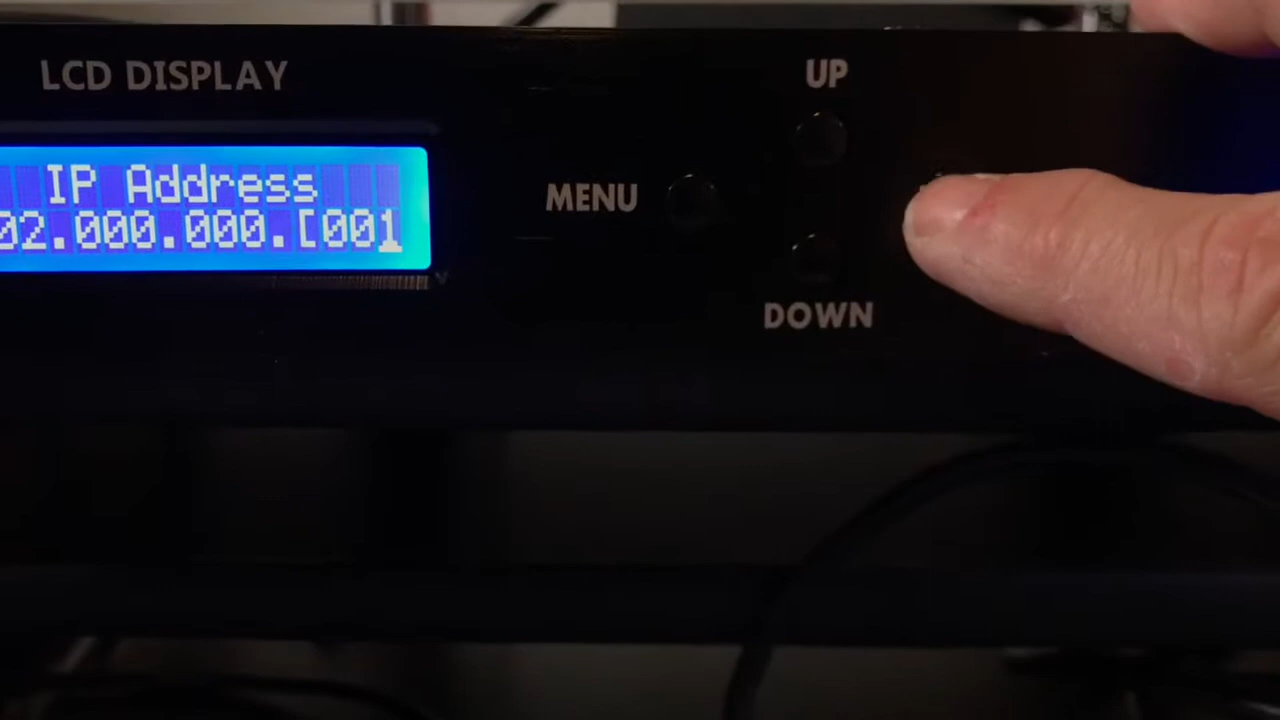 LCD DISPLAY
UP
IP Address
MENU
02.000.000.[001
DOWN